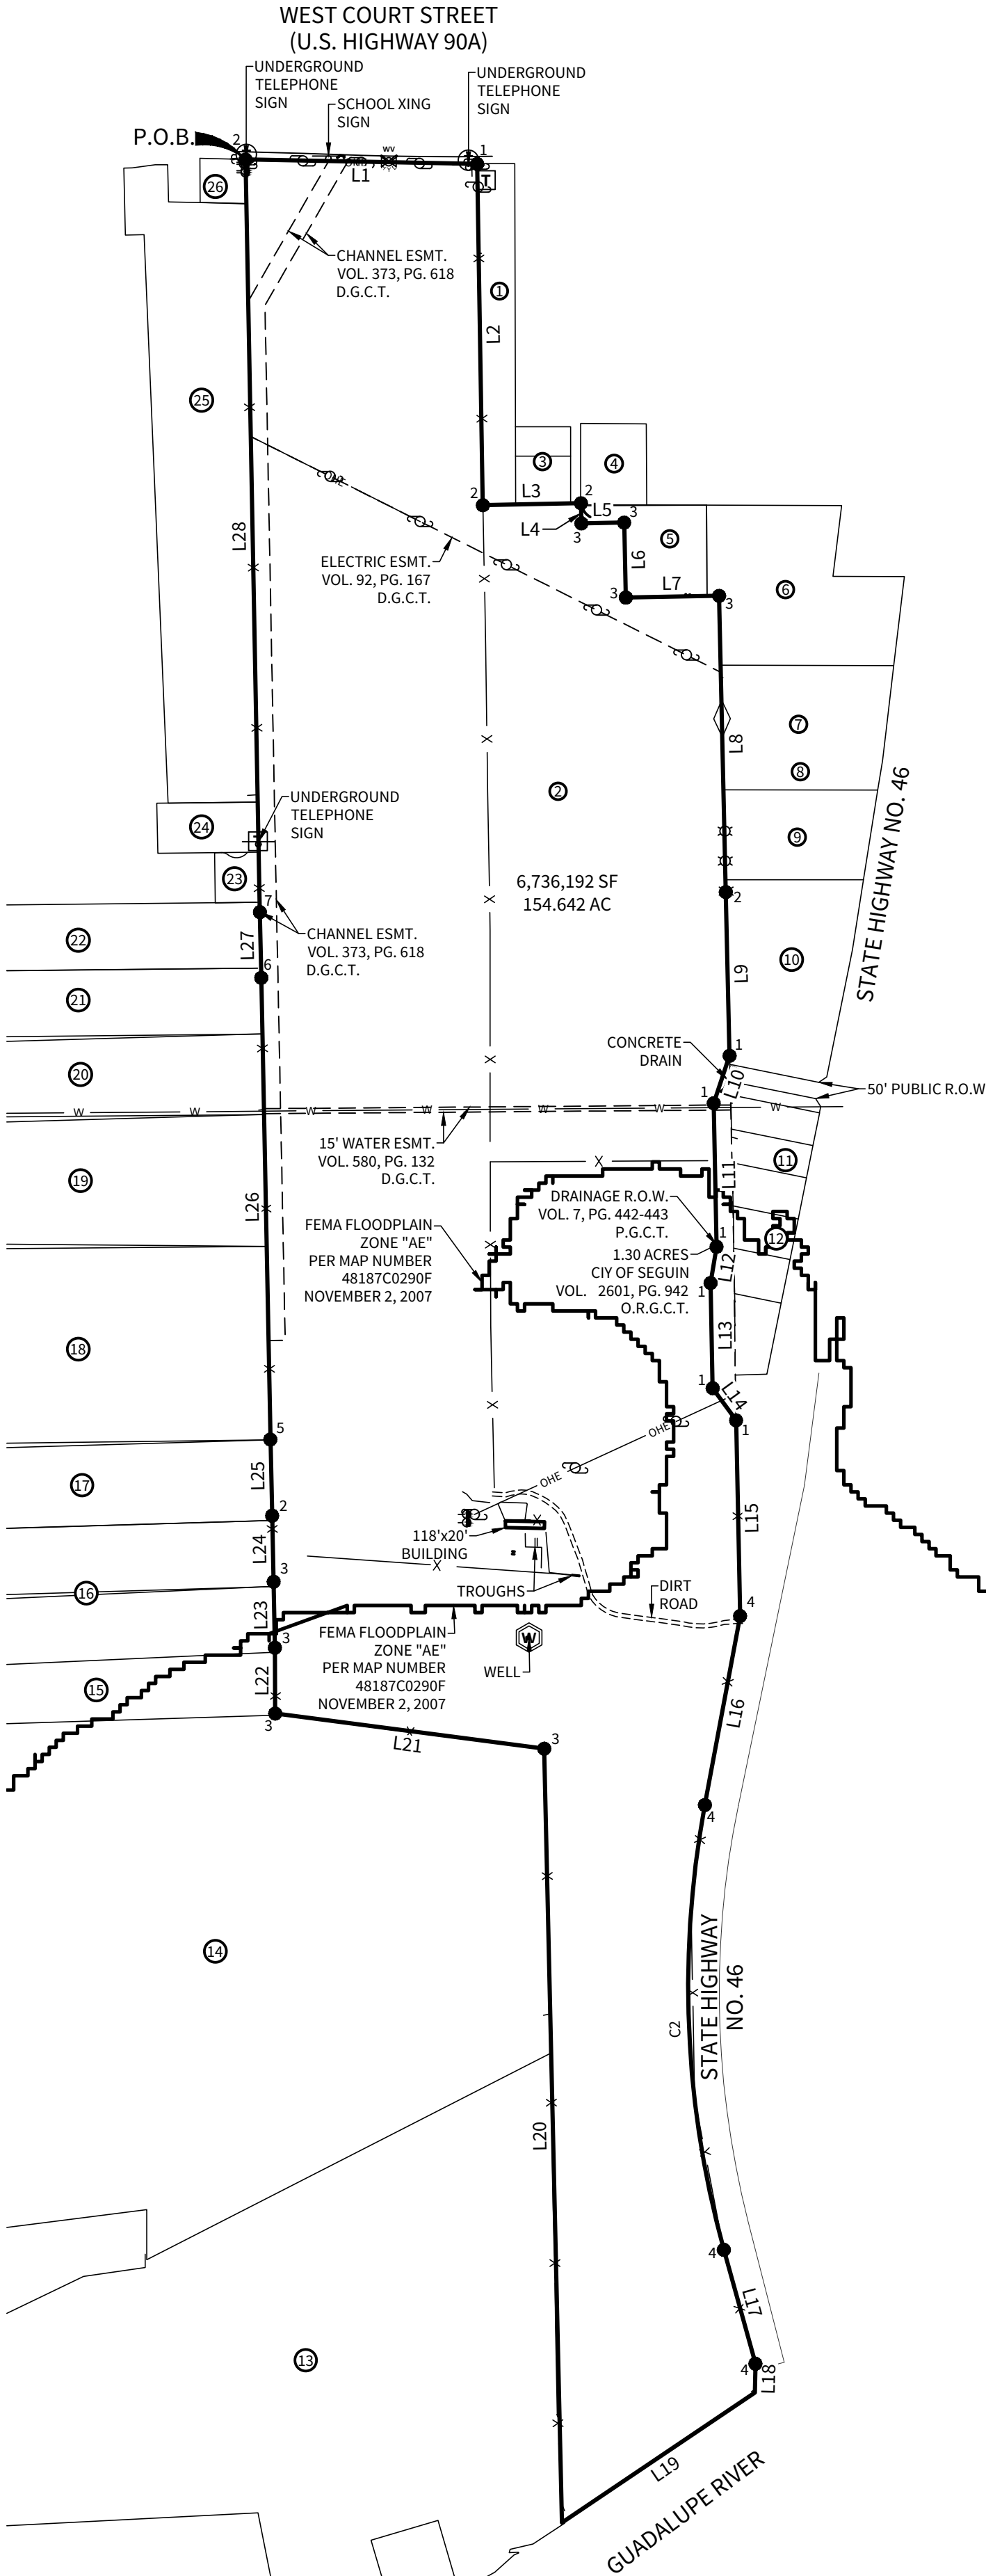 WEST COURT STREET
(U.S. HIGHWAY 90A)
UNDERGROUND
TELEPHONE
SIGN
UNDERGROUND
TELEPHONE
SIGN
SCHOOL XING
SIGN
P.O.B.
2
1
WV
L1
T
26
CHANNEL ESMT.
VOL. 373, PG. 618
D.G.C.T.
1
L2
25
3
4
2
L3
2
L5
L4
3
3
5
L28
OHE
ELECTRIC ESMT.
VOL. 92, PG. 167
D.G.C.T.
X
L6
L7
3
3
6
7
L8
8
X
2
UNDERGROUND
TELEPHONE
SIGN
24
9
23
6,736,192 SF
154.642 AC
X
2
7
CHANNEL ESMT.
VOL. 373, PG. 618
D.G.C.T.
22
L27
6
10
L9
STATE HIGHWAY NO. 46
21
CONCRETE
DRAIN
1
X
20
L10
1
50' PUBLIC R.O.W
W
W
W
W
W
W
W
15' WATER ESMT.
VOL. 580, PG. 132
D.G.C.T.
X
11
19
L11
DRAINAGE R.O.W.
VOL. 7, PG. 442-443
P.G.C.T.
L26
FEMA FLOODPLAIN
ZONE "AE"
PER MAP NUMBER
48187C0290F
NOVEMBER 2, 2007
X
1
12
1.30 ACRES
CIY OF SEGUIN
VOL. 2601, PG. 942
O.R.G.C.T.
L12
1
18
L13
1
L14
X
1
OHE
5
OHE
L25
17
2
L15
118'x20'
BUILDING
X
L24
X
3
TROUGHS
16
DIRT
ROAD
L23
4
FEMA FLOODPLAIN
ZONE "AE"
PER MAP NUMBER
48187C0290F
NOVEMBER 2, 2007
W
WELL
3
L22
15
3
L21
3
L16
4
14
STATE HIGHWAY
NO. 46
C2
L20
4
L17
13
4
L18
L19
GUADALUPE RIVER